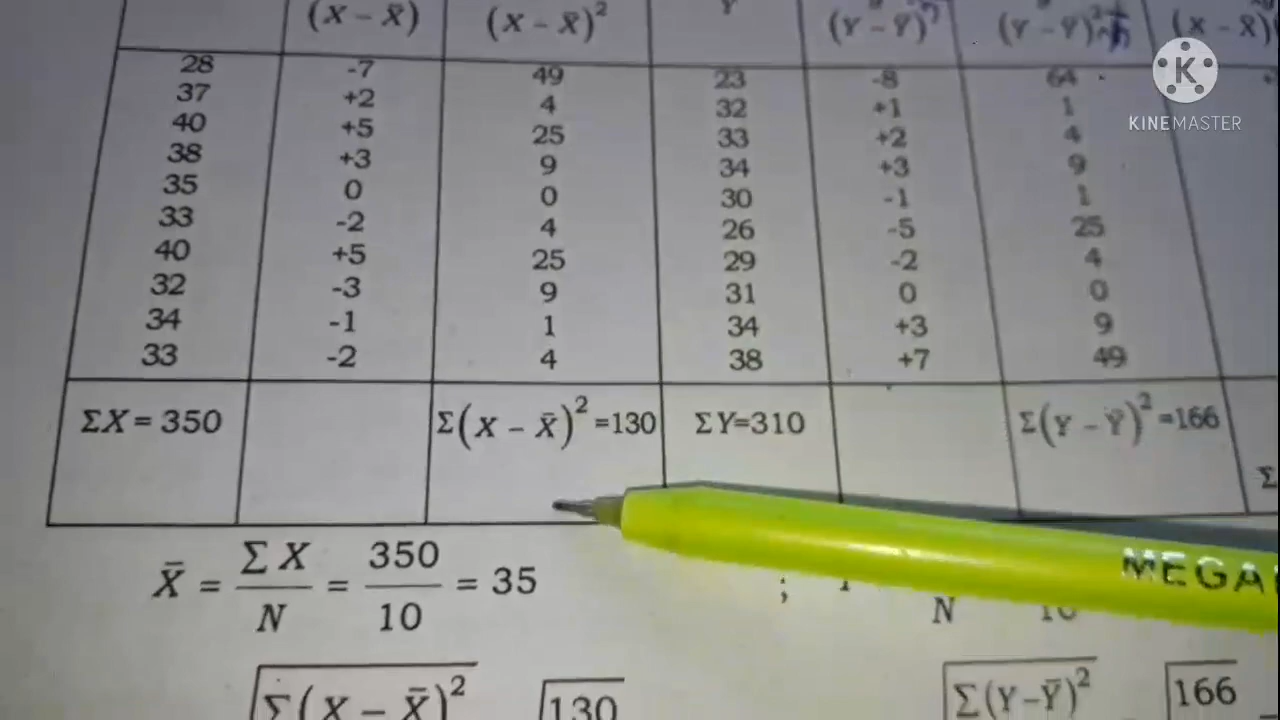 (X – X̄) (X – X̄)² Y (Y – Ȳ) (Y – Ȳ)² (X – X̄)
28 -7 49 23 -8 64
37 +2 4 32 +1 1
40 +5 25 33 +2 4
38 +3 9 34 +3 9
35 0 0 30 -1 1
33 -2 4 26 -5 25
40 +5 25 29 -2 4
32 -3 9 31 0 0
34 -1 1 34 +3 9
33 -2 4 38 +7 49
ΣX = 350 Σ(X – X̄)² =130 ΣY=310 Σ(Y – Ȳ)² =166
Σ
X̄ = ΣX / N = 350 / 10 = 35 ; N 10
√Σ(X – X̄)² √130 √Σ(Y–Ȳ)² √166
K
KINEMASTER
MEGA